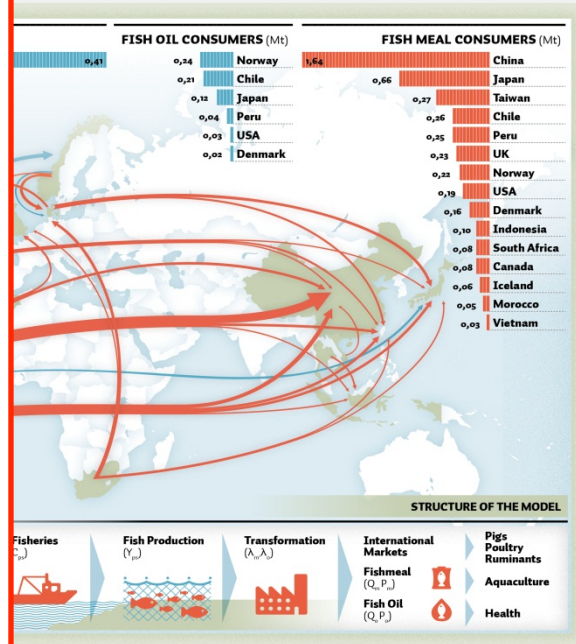 FISH OIL CONSUMERS (Mt)
0,41
0,24 Norway
0,21 Chile
0,12 Japan
0,04 Peru
0,03 USA
0,02 Denmark
FISH MEAL CONSUMERS (Mt)
1,64 China
0,66 Japan
0,27 Taiwan
0,26 Chile
0,25 Peru
0,23 UK
0,22 Norway
0,19 USA
0,16 Denmark
0,10 Indonesia
0,08 South Africa
0,08 Canada
0,06 Iceland
0,05 Morocco
0,03 Vietnam
STRUCTURE OF THE MODEL
Fisheries
Fish Production
Transformation
International
Markets
Fishmeal
Fish Oil
Pigs
Poultry
Ruminants
Aquaculture
Health